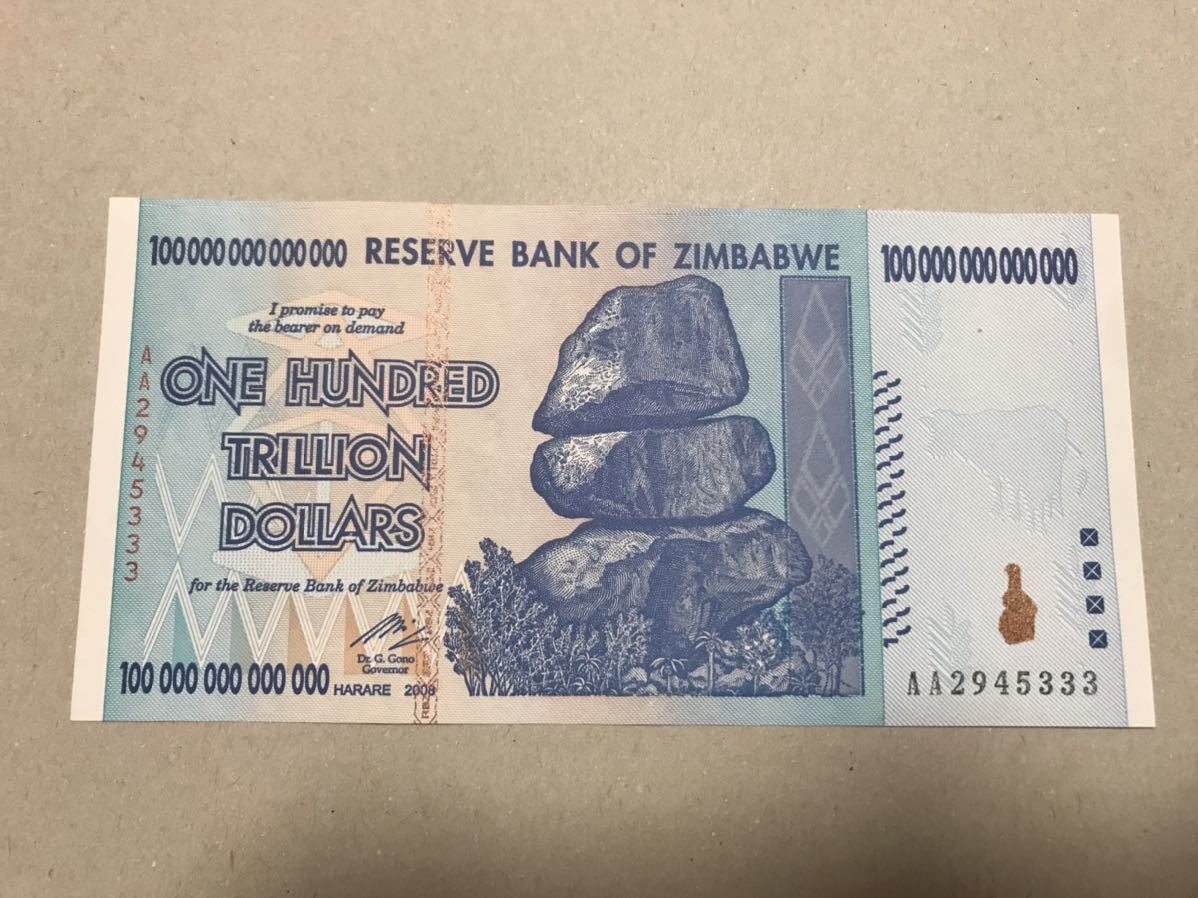 100 000 000 000 000 RESERVE BANK OF ZIMBABWE 100 000 000 000 000
I promise to pay
the bearer on demand
AA2945333
ONE HUNDRED
TRILLION
DOLLARS
for the Reserve Bank of Zimbabwe
Dr. G. Gono
Governor
100 000 000 000 000 HARARE 2008
AA2945333